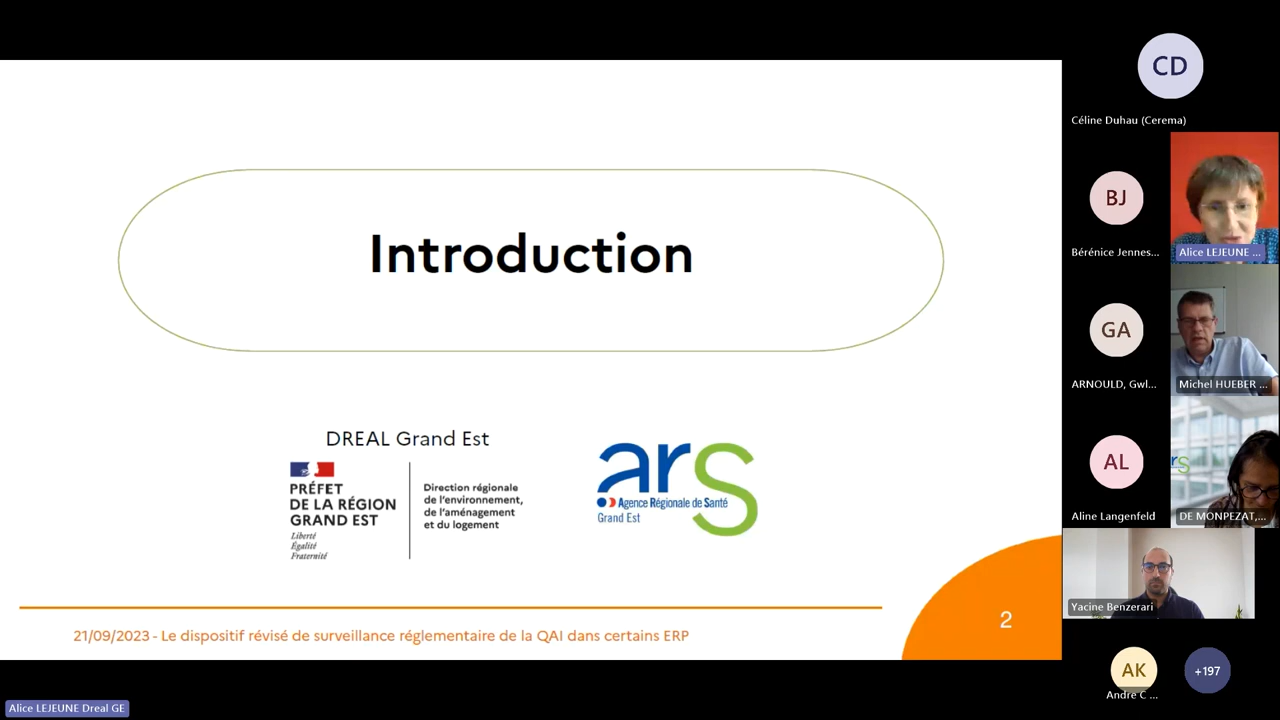 Introduction
DREAL Grand Est
PRÉFET
DE LA RÉGION
GRAND EST
Liberté
Égalité
Fraternité
Direction régionale
de l'environnement,
de l'aménagement
et du logement
ars
Agence Régionale de Santé
Grand Est
21/09/2023 - Le dispositif révisé de surveillance réglementaire de la QAI dans certains ERP
2
Alice LEJEUNE Dreal GE
CD
Céline Duhau (Cerema)
BJ
Bérénice Jennes...
Alice LEJEUNE ...
GA
ARNOULD, Gwl...
Michel HUEBER ...
AL
Aline Langenfeld
rs
DE MONPEZAT,...
Yacine Benzerari
AK
Andre C ...
+197